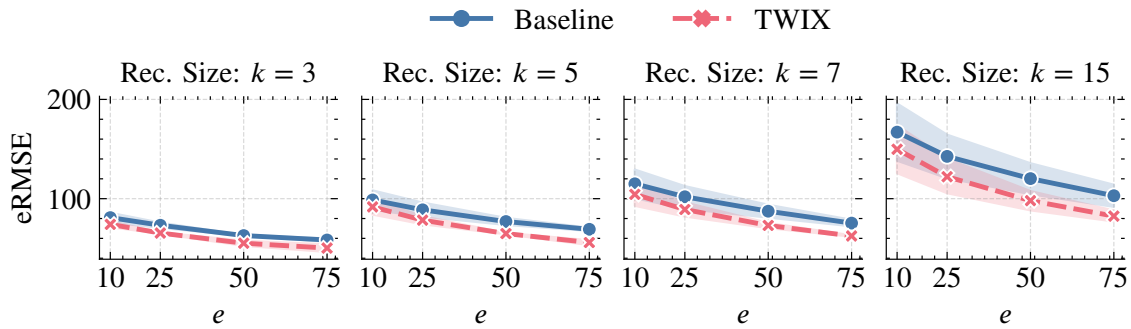 Baseline TWIX
Rec. Size: k = 3 Rec. Size: k = 5 Rec. Size: k = 7 Rec. Size: k = 15
200
100
eRMSE
10 25 50 75 10 25 50 75 10 25 50 75 10 25 50 75
e e e e